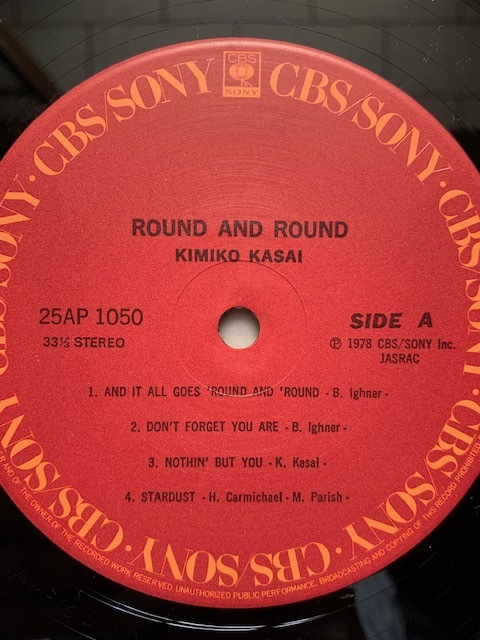 CBS
SONY
CBS/SONY · CBS/SONY · CBS/SONY · CBS/SONY · CBS/SONY · CBS/SONY
ROUND AND ROUND
KIMIKO KASAI
25AP 1050
33⅓ STEREO
SIDE A
℗ 1978 CBS/SONY Inc.
JASRAC
1. AND IT ALL GOES 'ROUND AND 'ROUND - B. Ighner -
2. DON'T FORGET YOU ARE - B. Ighner -
3. NOTHIN' BUT YOU - K. Kasai -
4. STARDUST - H. Carmichael - M. Parish -
AND OF THE OWNER OF THE RECORDED WORK RESERVED. UNAUTHORIZED PUBLIC PERFORMANCE, BROADCASTING AND COPYING OF THIS RECORD PROHIBITED